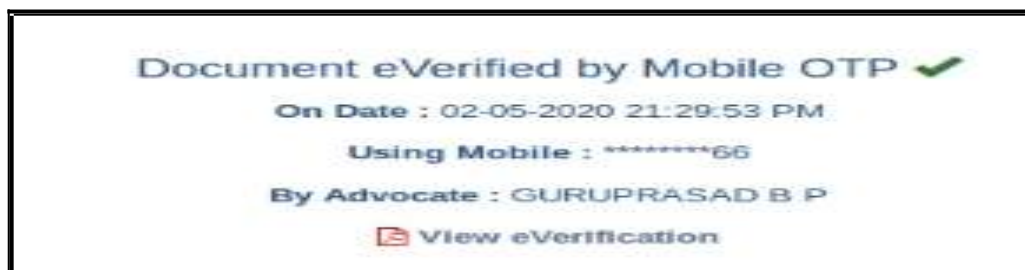 Document eVerified by Mobile OTP ✔
On Date : 02-05-2020 21:29:53 PM
Using Mobile : ********66
By Advocate : GURUPRASAD B P
View eVerification